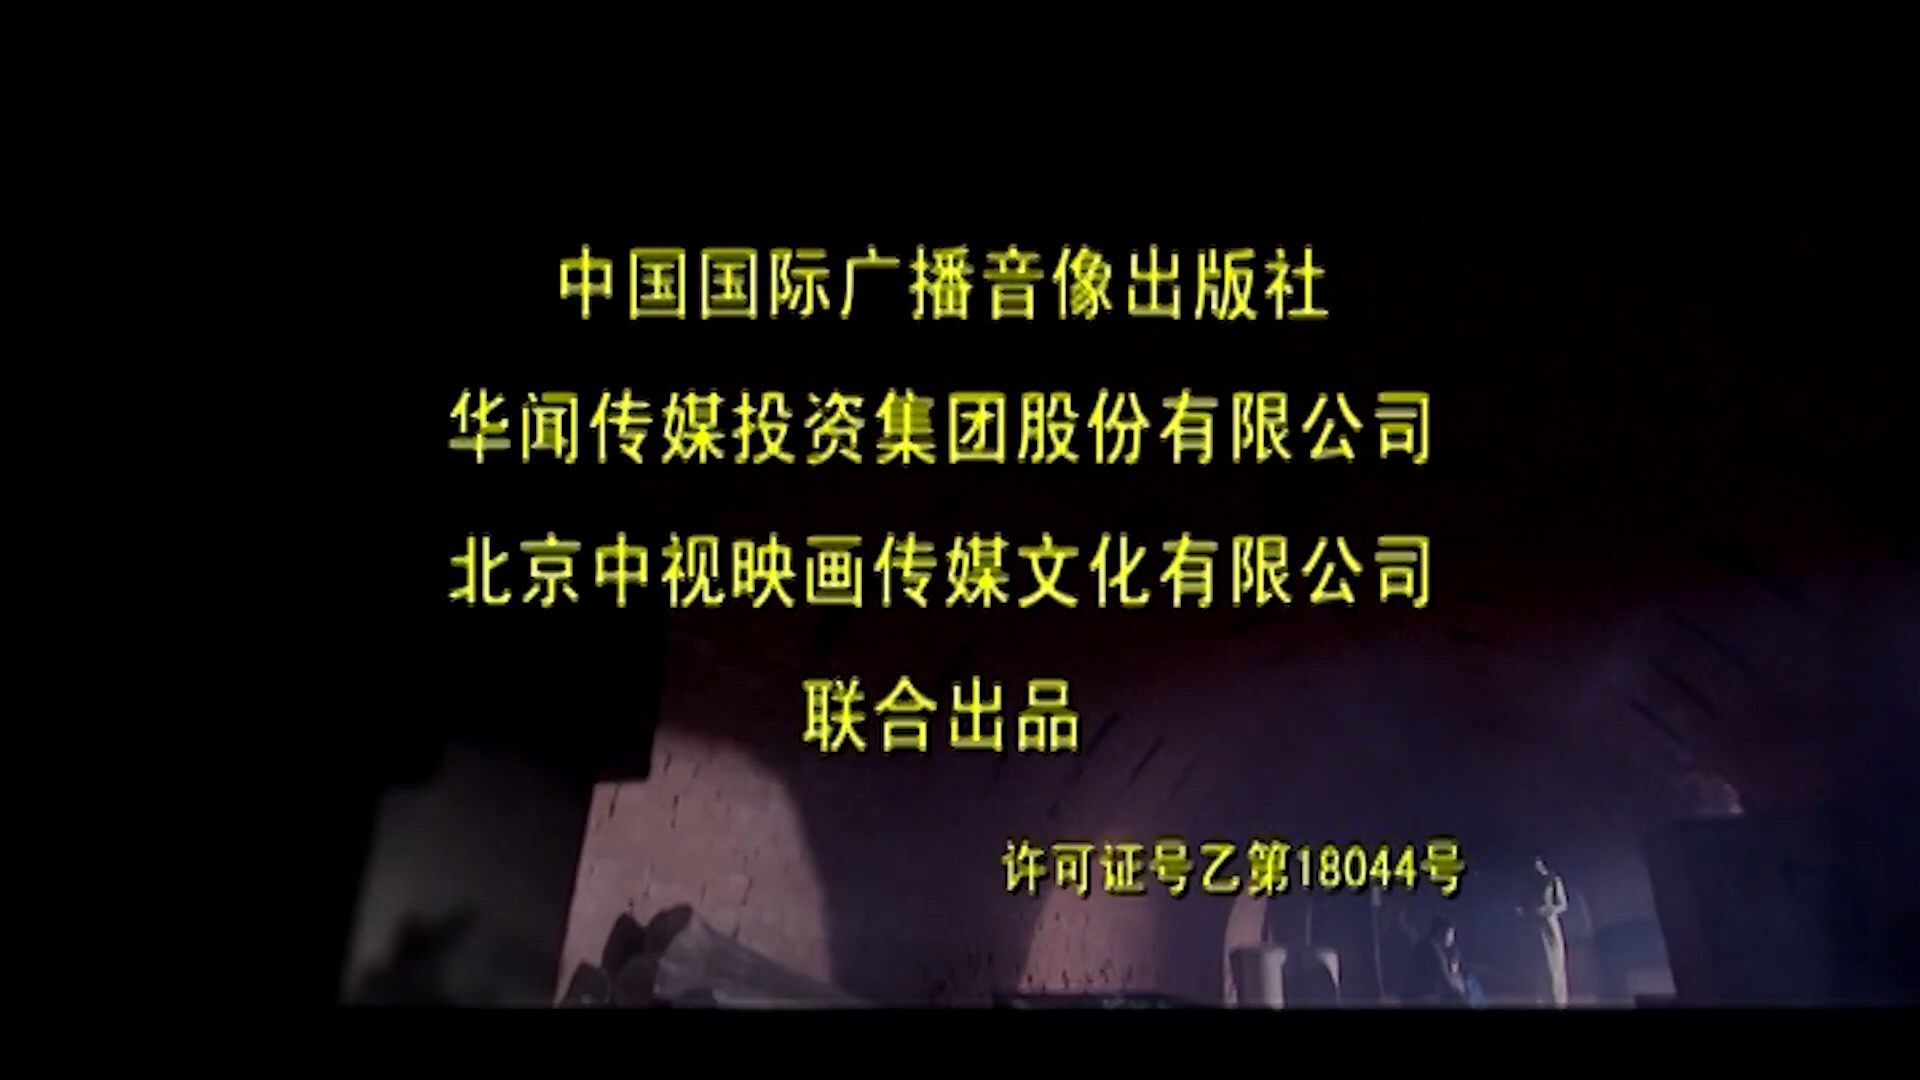 中国国际广播音像出版社
华闻传媒投资集团股份有限公司
北京中视映画传媒文化有限公司
联合出品
许可证号乙第18044号